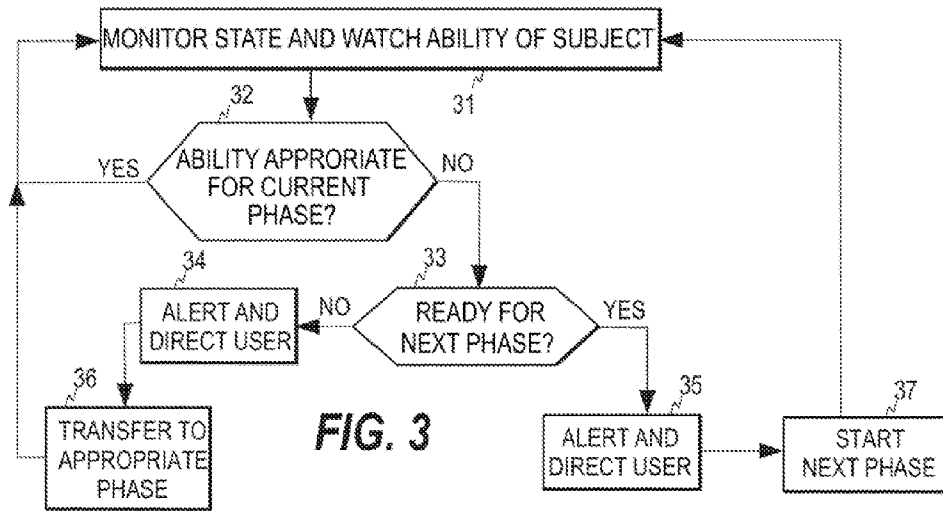 MONITOR STATE AND WATCH ABILITY OF SUBJECT
31
32
YES
ABILITY APPRORIATE
FOR CURRENT
PHASE?
NO
33
34
ALERT AND
DIRECT USER
NO
READY FOR
NEXT PHASE?
YES
36
TRANSFER TO
APPROPRIATE
PHASE
FIG. 3
35
ALERT AND
DIRECT USER
37
START
NEXT PHASE